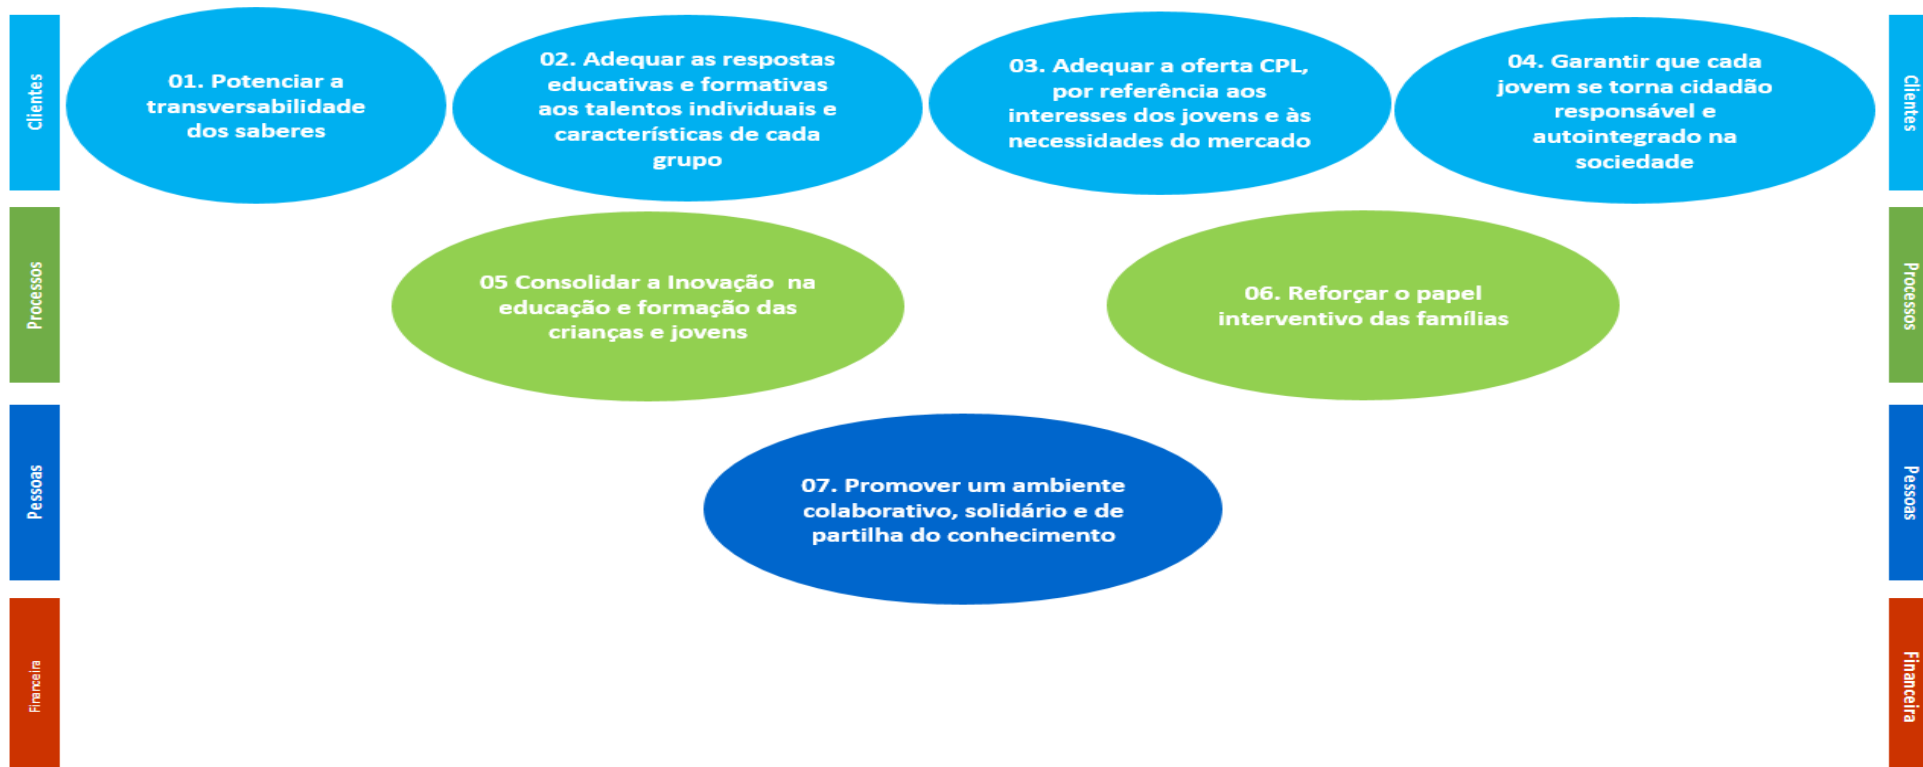 Clientes
01. Potenciar a
transversabilidade
dos saberes
02. Adequar as respostas
educativas e formativas
aos talentos individuais e
características de cada
grupo
03. Adequar a oferta CPL,
por referência aos
interesses dos jovens e às
necessidades do mercado
04. Garantir que cada
jovem se torna cidadão
responsável e
autointegrado na
sociedade
Clientes
Processos
05 Consolidar a Inovação  na
educação e formação das
crianças e jovens
06. Reforçar o papel
interventivo das famílias
Processos
Pessoas
07. Promover um ambiente
colaborativo, solidário e de
partilha do conhecimento
Pessoas
Financeira
Financeira